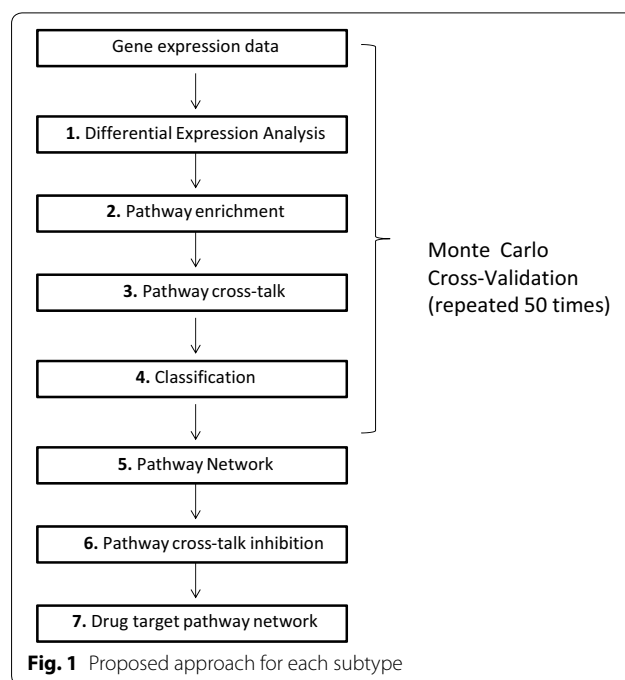 Gene expression data
1. Differential Expression Analysis
2. Pathway enrichment
3. Pathway cross-talk
4. Classification
5. Pathway Network
6. Pathway cross-talk inhibition
7. Drug target pathway network
Monte Carlo
Cross-Validation
(repeated 50 times)
Fig. 1 Proposed approach for each subtype